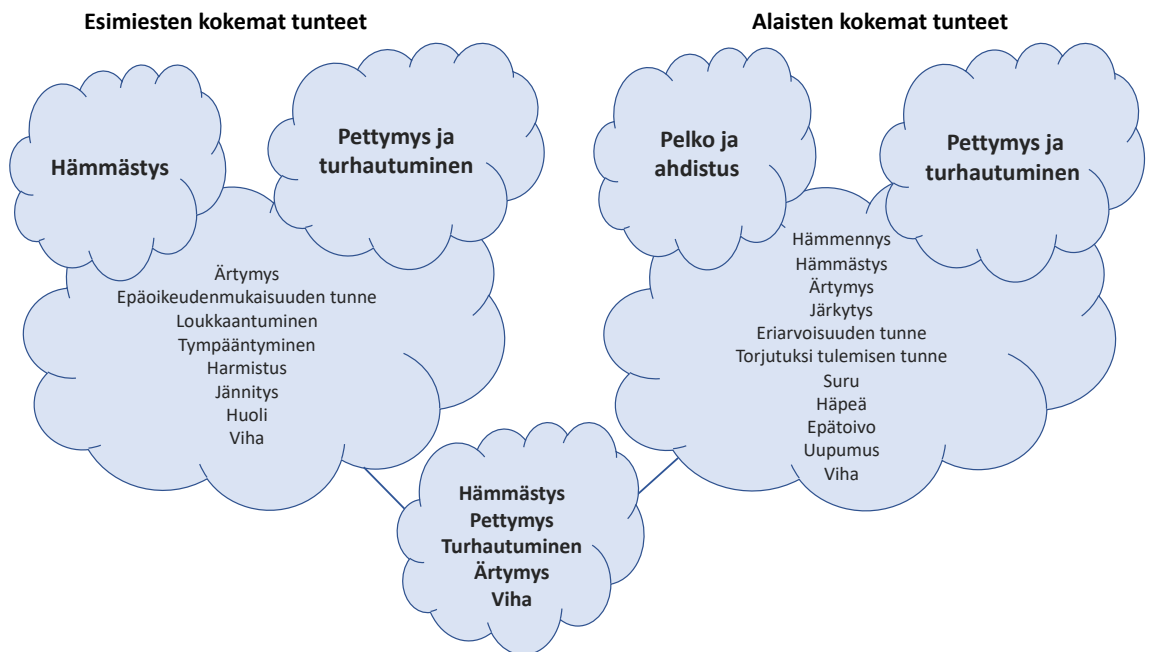 Esimiesten kokemat tunteet
Hämmästys
Pettymys ja
turhautuminen
Ärtymys
Epäoikeudenmukaisuuden tunne
Loukkaantuminen
Tympääntyminen
Harmistus
Jännitys
Huoli
Viha
Alaisten kokemat tunteet
Pelko ja
ahdistus
Pettymys ja
turhautuminen
Hämmennys
Hämmästys
Ärtymys
Järkytys
Eriarvoisuuden tunne
Torjutuksi tulemisen tunne
Suru
Häpeä
Epätoivo
Uupumus
Viha
Hämmästys
Pettymys
Turhautuminen
Ärtymys
Viha